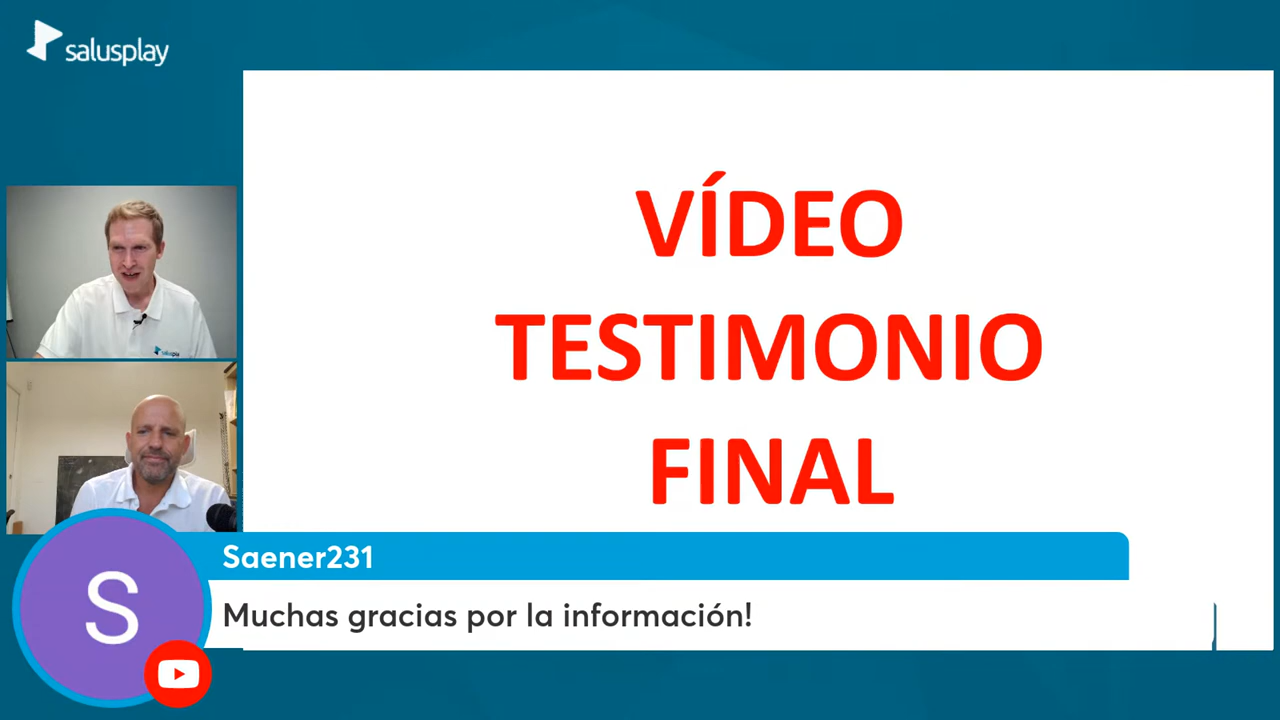 salusplay
VÍDEO
TESTIMONIO
FINAL
S
Saener231
Muchas gracias por la información!